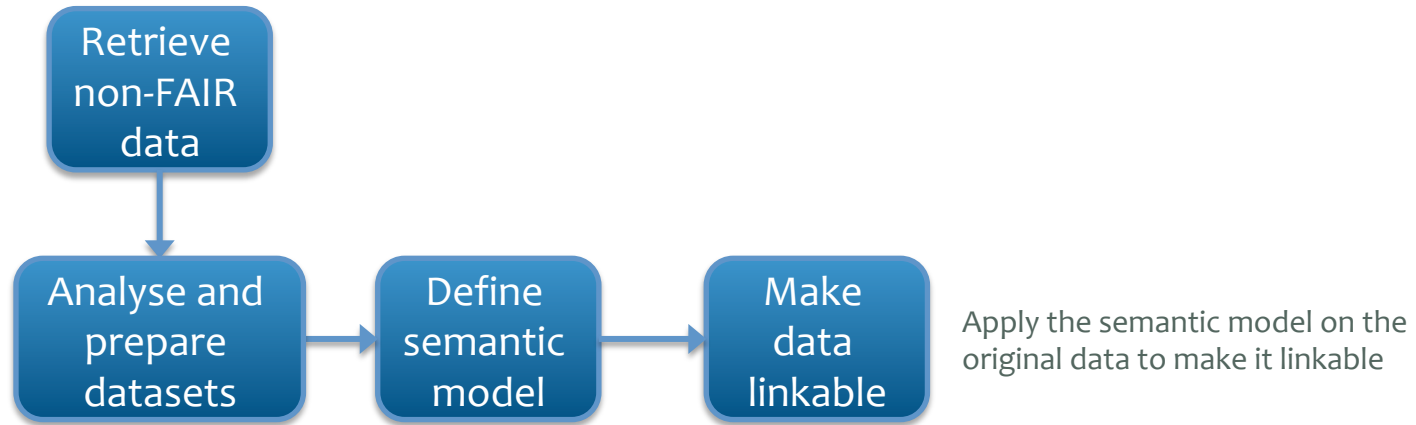 Retrieve
non-FAIR
data
Analyse and
prepare
datasets
Define
semantic
model
Make
data
linkable
Apply the semantic model on the
original data to make it linkable